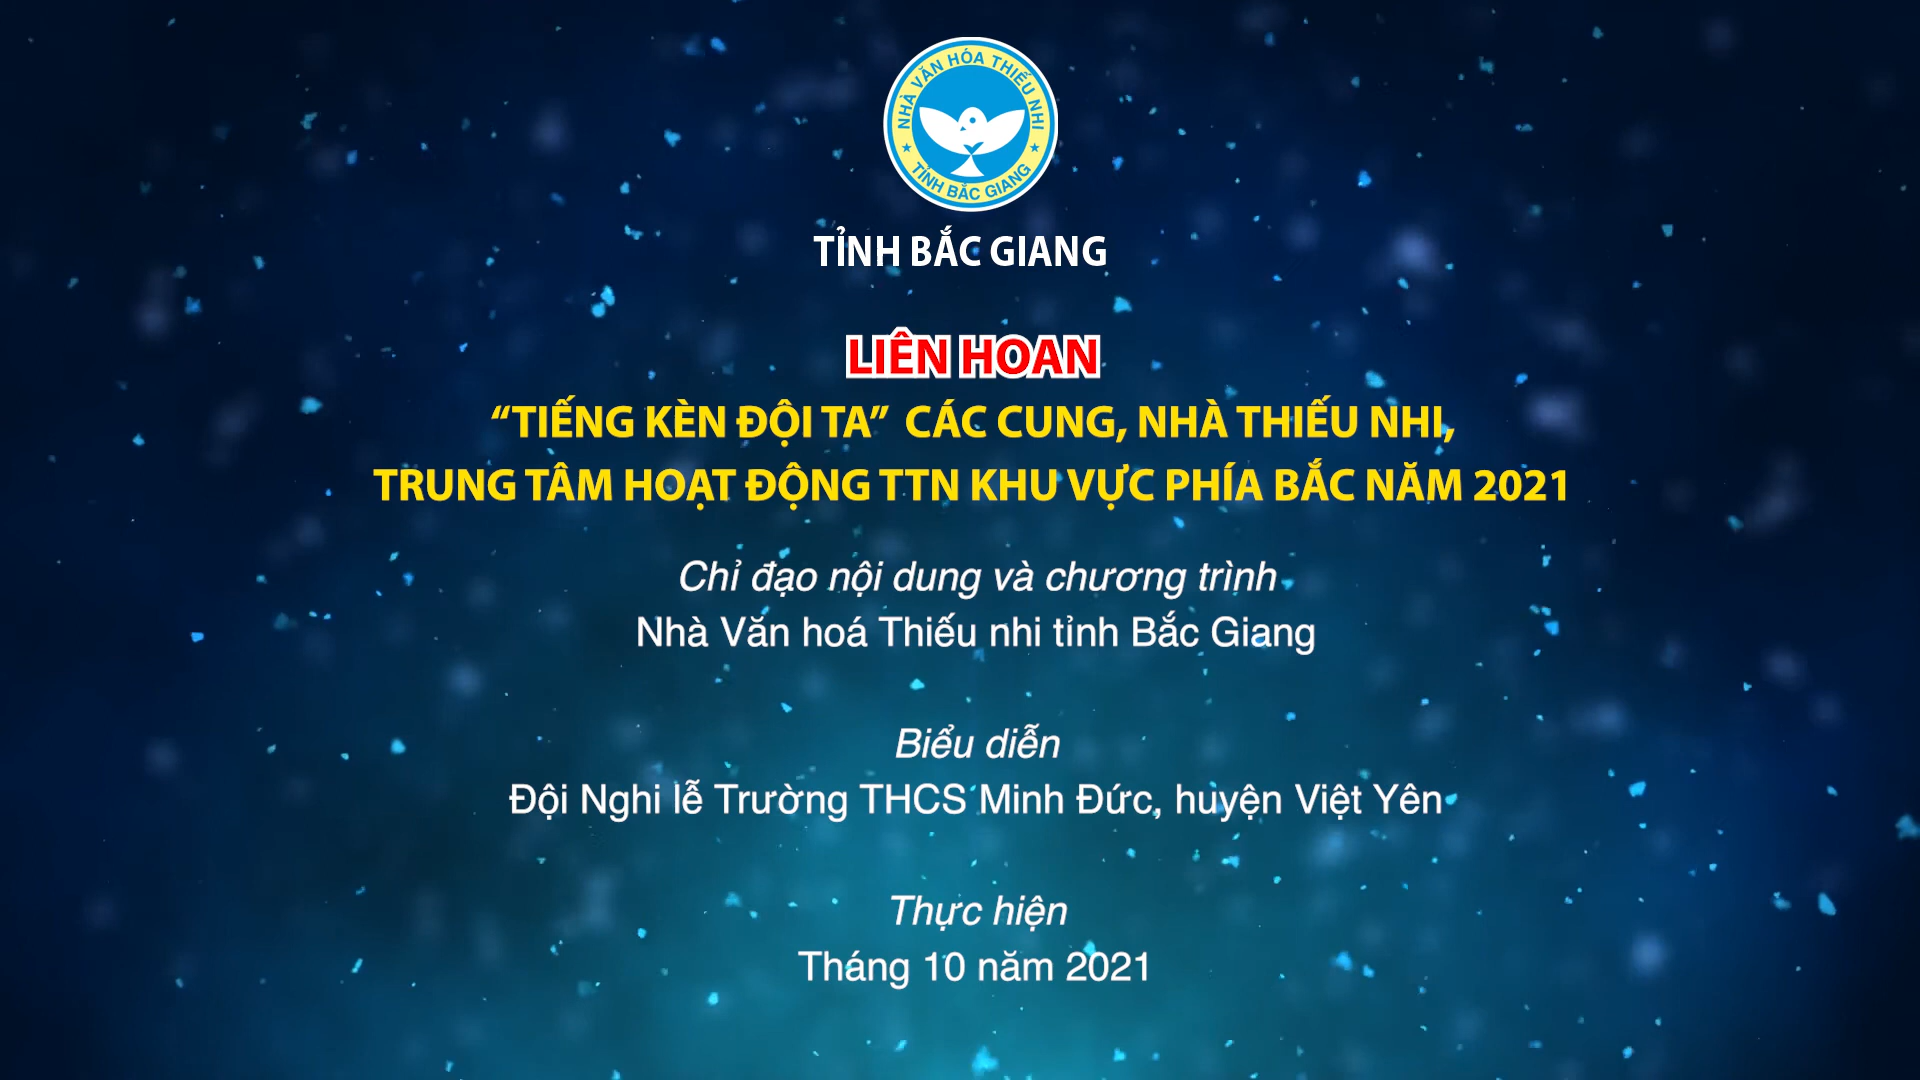 NHÀ VĂN HÓA THIẾU NHI
TỈNH BẮC GIANG
TỈNH BẮC GIANG
LIÊN HOAN
“TIẾNG KÈN ĐỘI TA” CÁC CUNG, NHÀ THIẾU NHI,
TRUNG TÂM HOẠT ĐỘNG TTN KHU VỰC PHÍA BẮC NĂM 2021
Chỉ đạo nội dung và chương trình
Nhà Văn hoá Thiếu nhi tỉnh Bắc Giang
Biểu diễn
Đội Nghi lễ Trường THCS Minh Đức, huyện Việt Yên
Thực hiện
Tháng 10 năm 2021